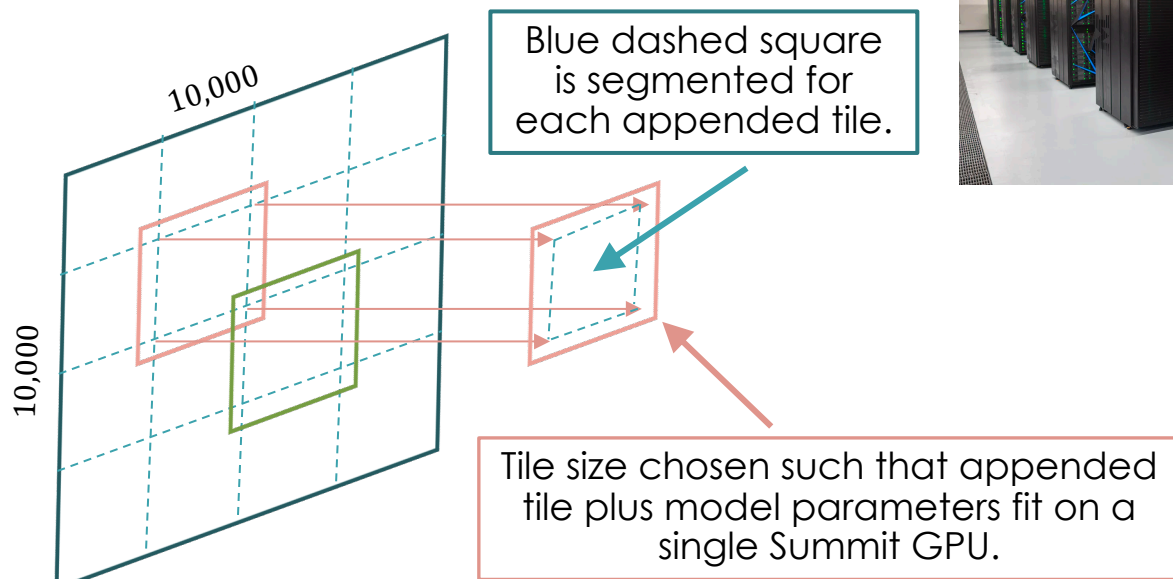 10,000
Blue dashed square
is segmented for
each appended tile.
10,000
Tile size chosen such that appended
tile plus model parameters fit on a
single Summit GPU.